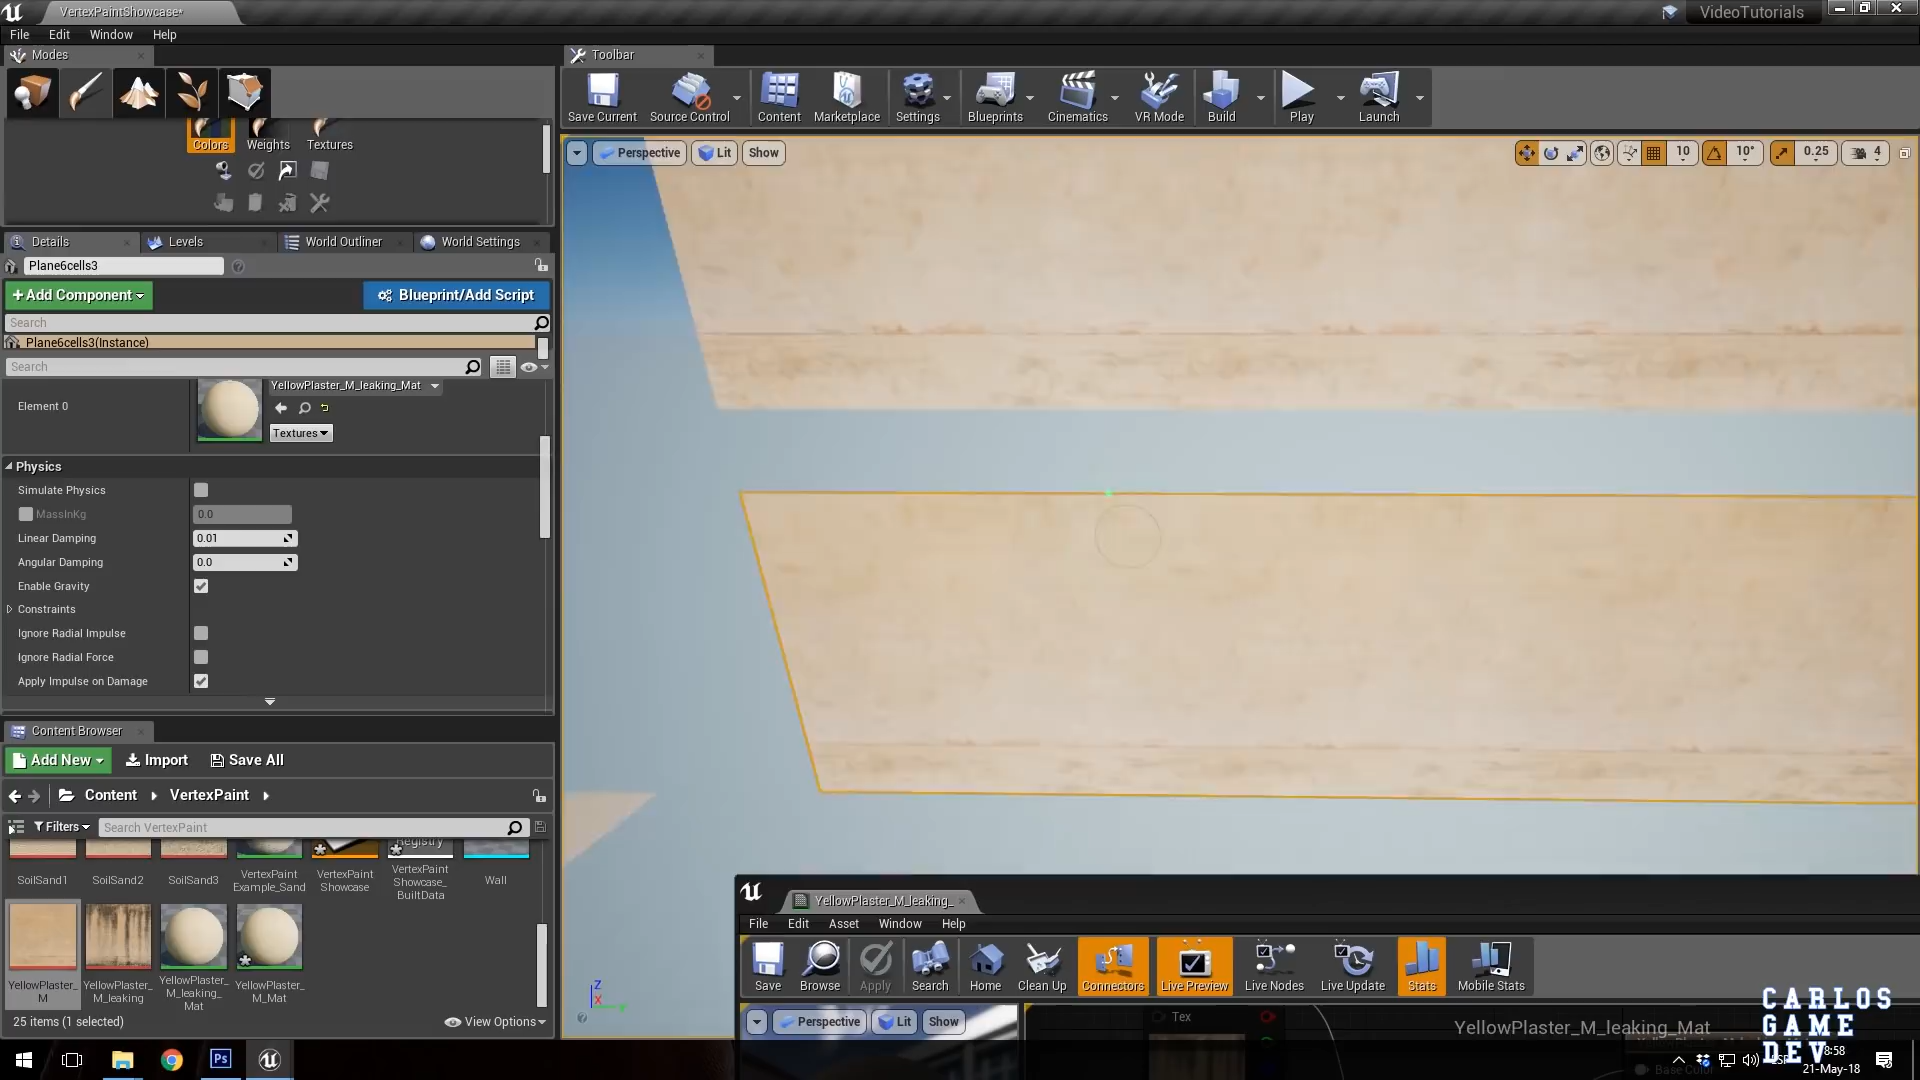 VertexPaintShowcase*
VideoTutorials
File Edit Window Help
Modes
Toolbar
Colors Weights Textures
Save Current Source Control Content Marketplace Settings Blueprints Cinematics VR Mode Build Play Launch
Perspective Lit Show
10 10° 0.25 4
Details Levels World Outliner World Settings
Plane6cells3
+Add Component
Blueprint/Add Script
Search
Plane6cells3(Instance)
Search
Element 0
YellowPlaster_M_leaking_Mat
Textures
Physics
Simulate Physics
MassInKg 0.0
Linear Damping 0.01
Angular Damping 0.0
Enable Gravity
Constraints
Ignore Radial Impulse
Ignore Radial Force
Apply Impulse on Damage
Content Browser
Add New Import Save All
Content VertexPaint
Filters Search VertexPaint
Registry
SoilSand1 SoilSand2 SoilSand3 VertexPaint Example_Sand VertexPaint Showcase VertexPaint Showcase_ BuiltData Wall
YellowPlaster_ M YellowPlaster_ M_leaking YellowPlaster_ M_leaking_ Mat YellowPlaster_ M_Mat
25 items (1 selected)
View Options
Z
X
YellowPlaster_M_leaking_
File Edit Asset Window Help
Save Browse Apply Search Home Clean Up Connectors Live Preview Live Nodes Live Update Stats Mobile Stats
Perspective Lit Show
Tex
YellowPlaster_M_leaking_Mat
Base Color
CARLOS
GAME
DEV
Ps
8:58
21-May-18